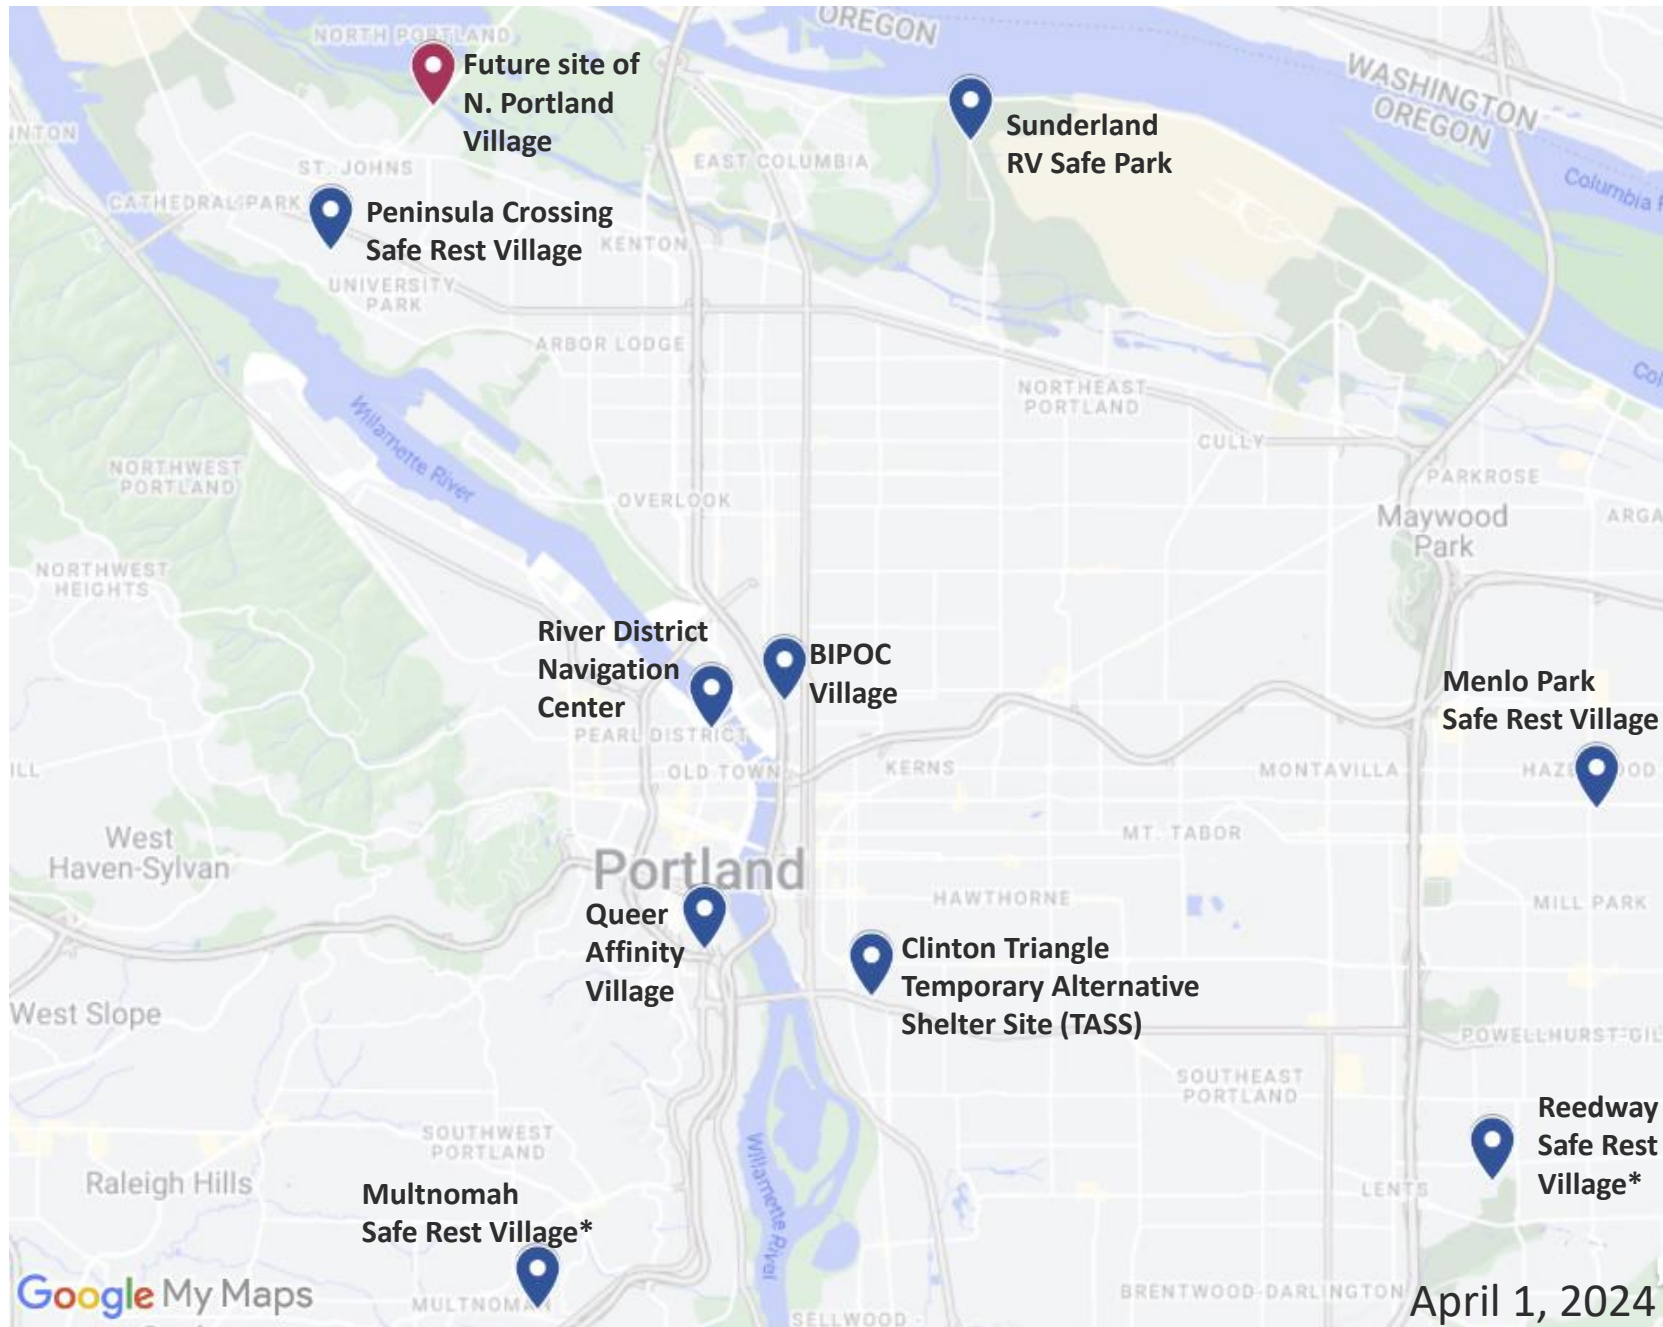 OREGON
NORTH PORTLAND
Future site of
N. Portland
Village
WASHINGTON
OREGON
Sunderland
RV Safe Park
EAST COLUMBIA
ST. JOHNS
Columbia
CATHEDRAL PARK
Peninsula Crossing
Safe Rest Village
KENTON
UNIVERSITY
PARK
ARBOR LODGE
NORTHEAST
PORTLAND
CULLY
Willamette River
NORTHWEST
PORTLAND
PARKROSE
OVERLOOK
Maywood
Park
ARGA
NORTHWEST
HEIGHTS
River District
Navigation
Center
BIPOC
Village
Menlo Park
Safe Rest Village
PEARL DISTRICT
OLD TOWN
KERNS
MONTAVILLA
MT. TABOR
West
Haven-Sylvan
Portland
HAWTHORNE
MILL PARK
Queer
Affinity
Village
Clinton Triangle
Temporary Alternative
Shelter Site (TASS)
West Slope
POWELLHURST-GIL
SOUTHEAST
PORTLAND
Reedway
Safe Rest
Village*
SOUTHWEST
PORTLAND
Raleigh Hills
LENTS
Willamette River
Multnomah
Safe Rest Village*
Google My Maps
MULTNOMAH
BRENTWOOD-DARLINGTON
SELLWOOD -
April 1, 2024